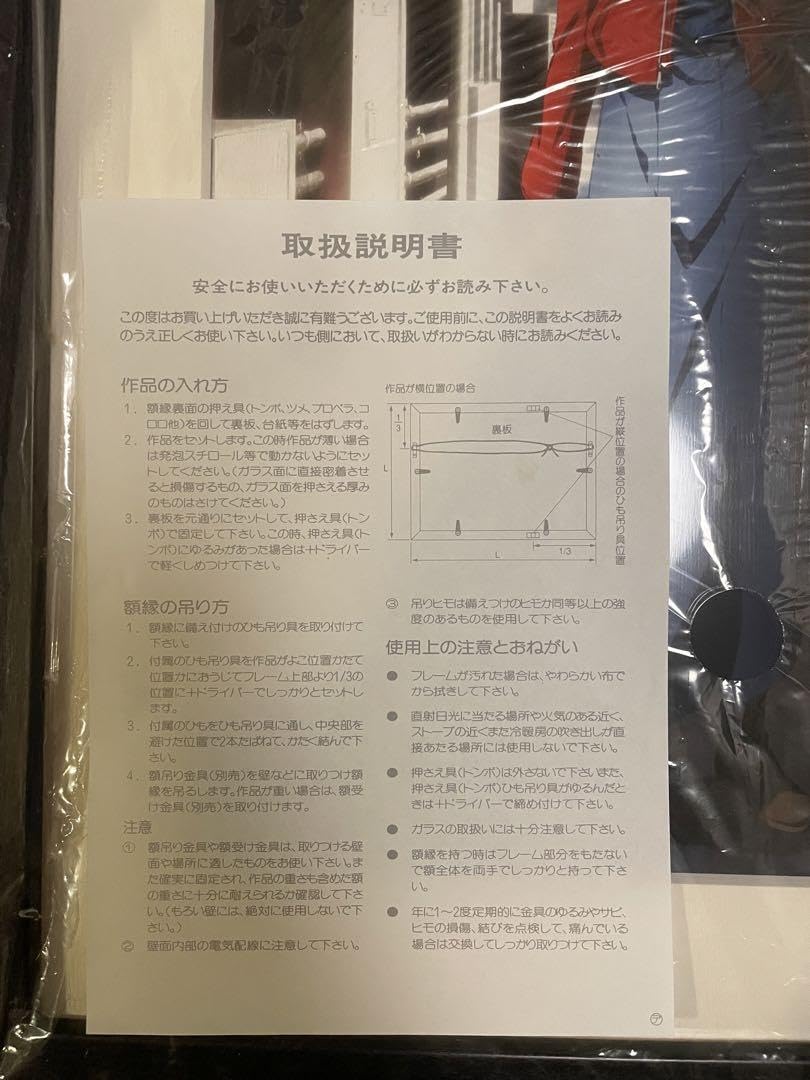 取扱説明書
安全にお使いいただくために必ずお読み下さい。
この度はお買い上げいただき誠に有難うございます。ご使用前に、この説明書をよくお読み
のうえ正しくお使い下さい。いつも側において、取扱いがわからない時にお読みください。
作品の入れ方
1. 額縁裏面の押え具(トンボ、ツメ、プロペラ、コ
ロロ他)を回して裏板、台紙等をはずします。
2. 作品をセットします。この時作品が薄い場合
は発泡スチロール等で動かないようにセッ
トしてください。(ガラス面に直接密着させ
ると損傷するもの、ガラス面を押さえる厚み
のものはさけてください。)
3. 裏板を元通りにセットして、押さえ具(トン
ボ)で固定して下さい。この時、押さえ具(ト
ンボ)にゆるみがあった場合は+ドライバー
で軽くしめつけて下さい。
作品が横位置の場合
1/3
裏板
L
L
1/3
作品が縦位置の場合のひも吊り具位置
額縁の吊り方
1. 額縁に備え付けのひも吊り具を取り付けて
下さい。
2. 付属のひも吊り具を作品がよこ位置かたて
位置かにおうじてフレーム上部より1/3の
位置に+ドライバーでしっかりとセットし
ます。
3. 付属のひもをひも吊り具に通し、中央部を
避けた位置で2本たばねて、かたく結んで下
さい。
4. 額吊り金具(別売)を壁などに取りつけ額
縁を吊るします。作品が重い場合は、額受
け金具(別売)を取り付けます。
注意
① 額吊り金具や額受け金具は、取りつける壁
面や場所に適したものをお使い下さい。ま
た確実に固定され、作品の重さも含めた額
の重さに十分に耐えられるか確認して下さ
い。(もろい壁には、絶対に使用しないで下
さい。)
② 壁面内部の電気配線に注意して下さい。
③ 吊りヒモは備えつけのヒモか同等以上の強
度のあるものを使用して下さい。
使用上の注意とおねがい
● フレームが汚れた場合は、やわらかい布で
から拭きして下さい。
● 直射日光に当たる場所や火気のある近く、
ストーブの近くまた冷暖房の吹き出しが直
接あたる場所には使用しないで下さい。
● 押さえ具(トンボ)は外さないで下さいまた、
押さえ具(トンボ)ひも吊り具がゆるんだと
きは+ドライバーで締め付けて下さい。
● ガラスの取扱いには十分注意して下さい。
● 額縁を持つ時はフレーム部分をもたない
で額全体を両手でしっかりと持って下さ
い。
● 年に1〜2度定期的に金具のゆるみやサビ、
ヒモの損傷、結びを点検して、痛んでいる
場合は交換してしっかり取りつけて下さい。
㋐